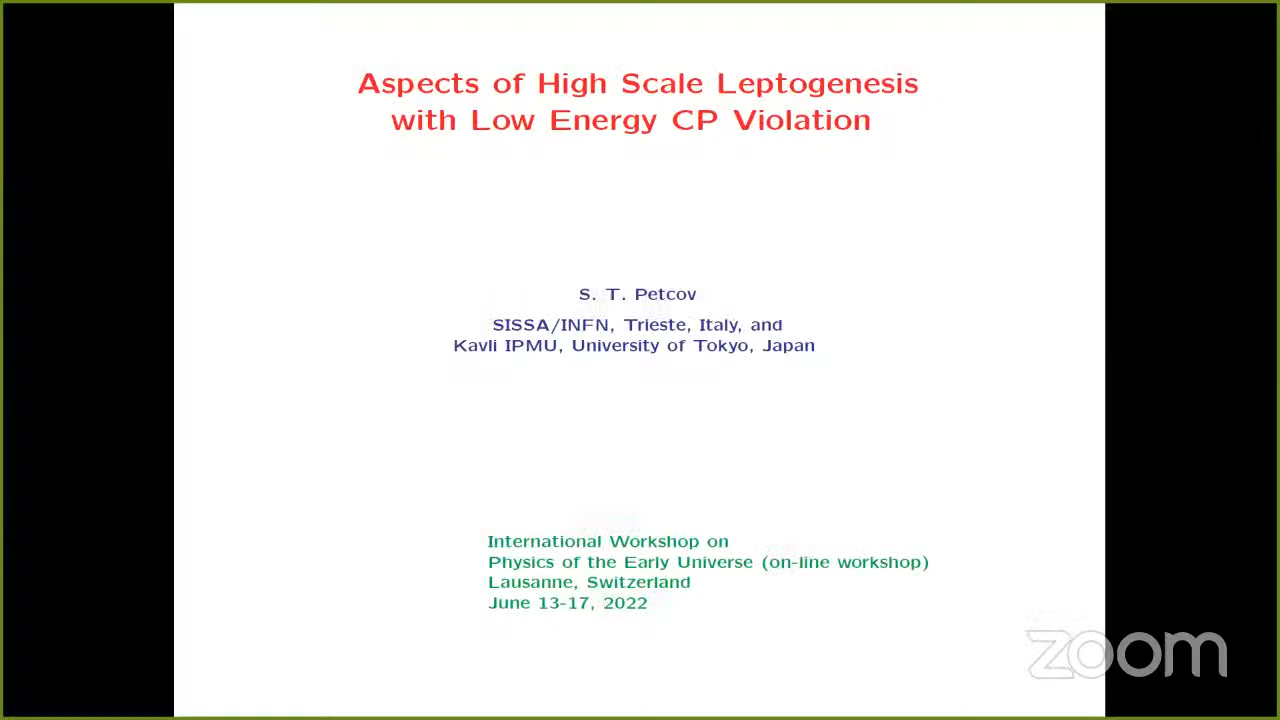 Aspects of High Scale Leptogenesis
with Low Energy CP Violation
S. T. Petcov
SISSA/INFN, Trieste, Italy, and
Kavli IPMU, University of Tokyo, Japan
International Workshop on
Physics of the Early Universe (on-line workshop)
Lausanne, Switzerland
June 13-17, 2022
zoom